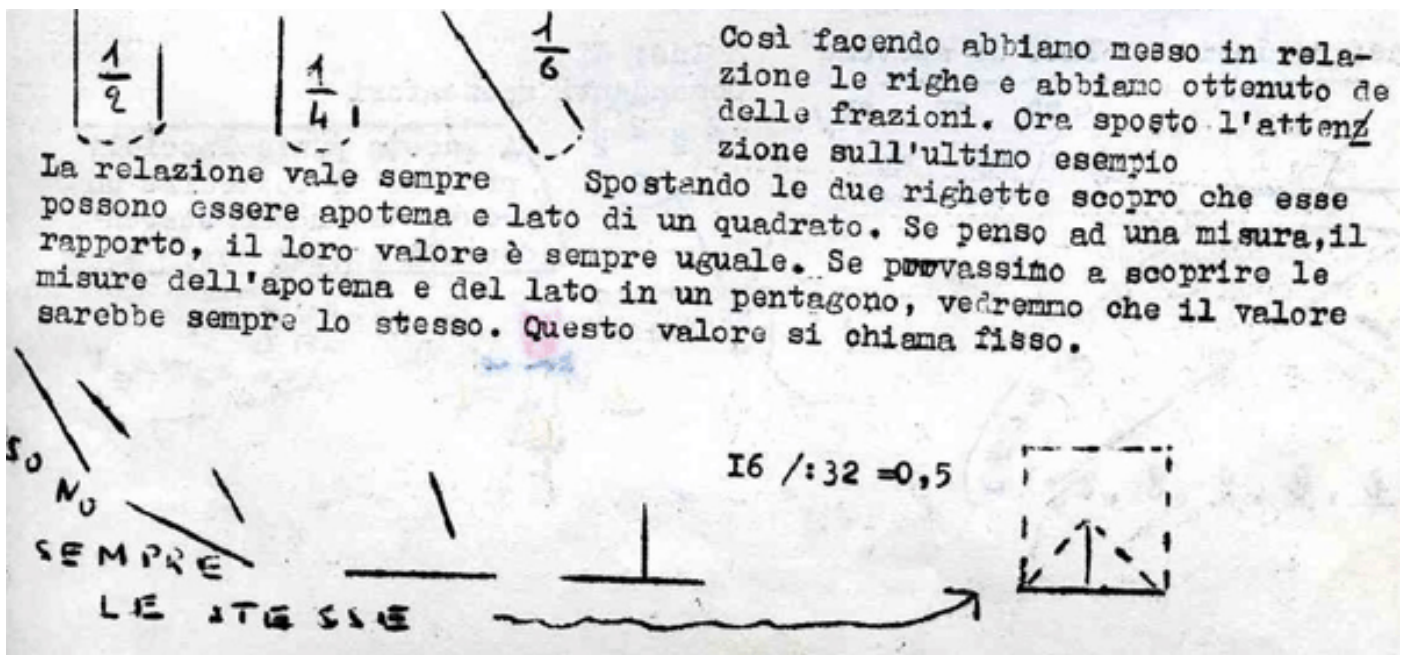 1/2
1/4
1/6
Così facendo abbiamo messo in rela-
zione le righe e abbiamo ottenuto de
delle frazioni. Ora sposto l'attenz
zione sull'ultimo esempio
La relazione vale sempre Spostando le due righette scopro che esse
possono essere apotema e lato di un quadrato. Se penso ad una misura,il
rapporto, il loro valore è sempre uguale. Se provassimo a scoprire le
misure dell'apotema e del lato in un pentagono, vedremmo che il valore
sarebbe sempre lo stesso. Questo valore si chiama fisso.
SO
NO
I6 /:32 =0,5
SEMPRE
LE STESSE